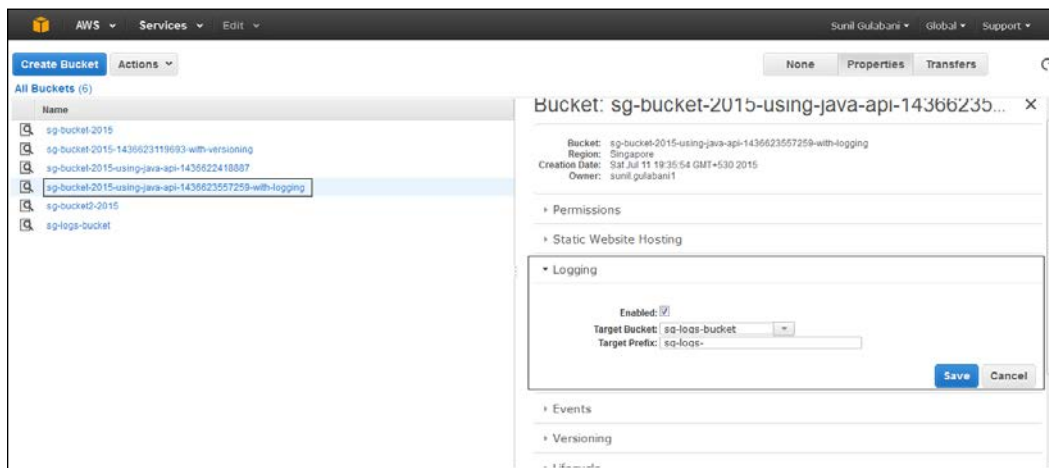 AWS Services Edit Sunil Gulabani Global Support
Create Bucket Actions None Properties Transfers
All Buckets (6)
Name
sg-bucket-2015
sg-bucket-2015-1436623119693-with-versioning
sg-bucket-2015-using-java-api-1436622418887
sg-bucket-2015-using-java-api-1436623557259-with-logging
sg-bucket2-2015
sg-logs-bucket
Bucket: sg-bucket-2015-using-java-api-14366235...
Bucket: sg-bucket-2015-using-java-api-1436623557259-with-logging
Region: Singapore
Creation Date: Sat Jul 11 19:35:54 GMT+530 2015
Owner: sunil.gulabani1
Permissions
Static Website Hosting
Logging
Enabled:
Target Bucket: sg-logs-bucket
Target Prefix: sg-logs-
Save Cancel
Events
Versioning
Lifecycle